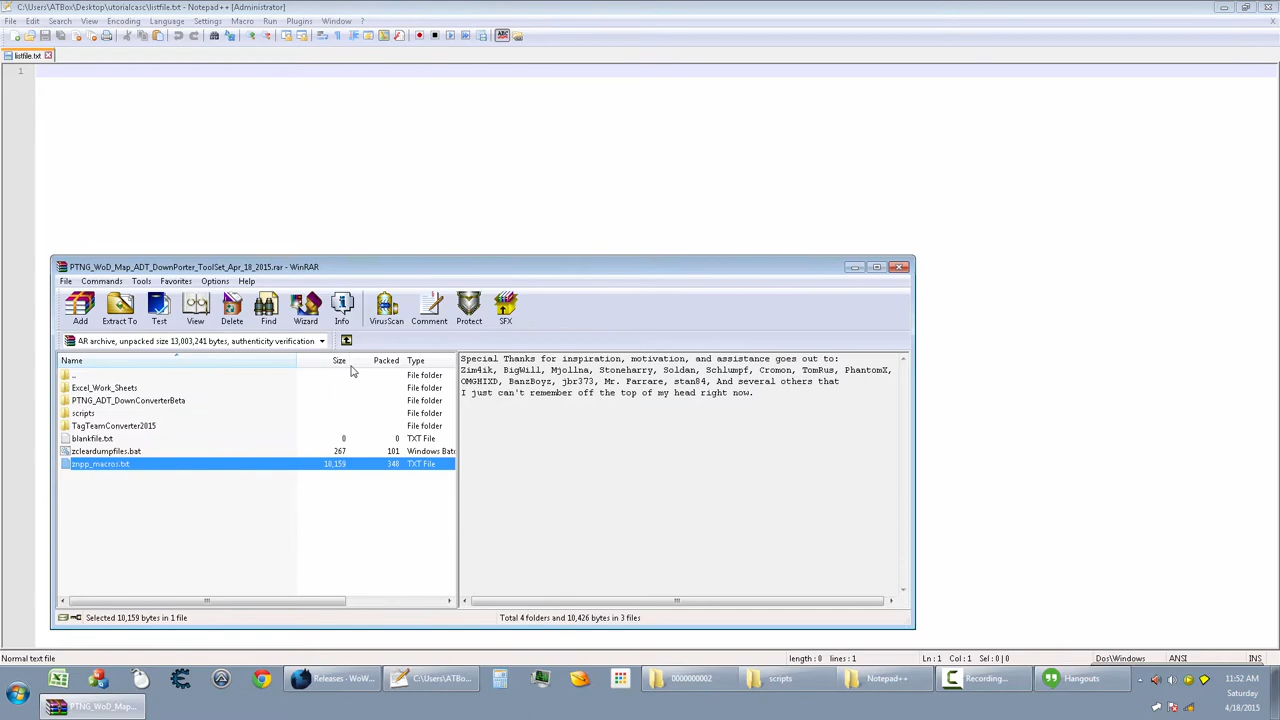 C:\Users\ATBox\Desktop\utorialcasc\listfile.txt - Notepad++ [Administrator]
File Edit Search View Encoding Language Settings Macro Run Plugins Window ?
listfile.txt
1
PTNG_WoD_Map_ADT_DownPorter_ToolSet_Apr_18_2015.rar - WinRAR
File Commands Tools Favorites Options Help
Add Extract To Test View Delete Find Wizard Info VirusScan Comment Protect SFX
AR archive, unpacked size 13,003,241 bytes, authenticity verification
Name Size Packed Type
.. File folder
Excel_Work_Sheets File folder
PTNG_ADT_DownConverterBeta File folder
scripts File folder
TagTeamConverter2015 File folder
blankfile.txt 0 0 TXT File
zcleardumpfiles.bat 267 101 Windows Batc
znpp_macros.txt 10,159 348 TXT File
Special Thanks for inspiration, motivation, and assistance goes out to:
Zim4ik, BigWill, Mjollna, Stoneharry, Soldan, Schlumpf, Cromon, TomRus, PhantomX,
OMGHIXD, BanzBoyz, jbr373, Mr. Farrare, stan84, And several others that
I just can't remember off the top of my head right now.
Selected 10,159 bytes in 1 file
Total 4 folders and 10,426 bytes in 3 files
Normal text file length : 0 lines : 1 Ln : 1 Col : 1 Sel : 0 | 0 Dos\Windows ANSI INS
Releases - WoW... C:\Users\ATBo... 0000000002 scripts Notepad++ Recording... Hangouts
11:52 AM
Saturday
4/18/2015
PTNG_WoD_Map...